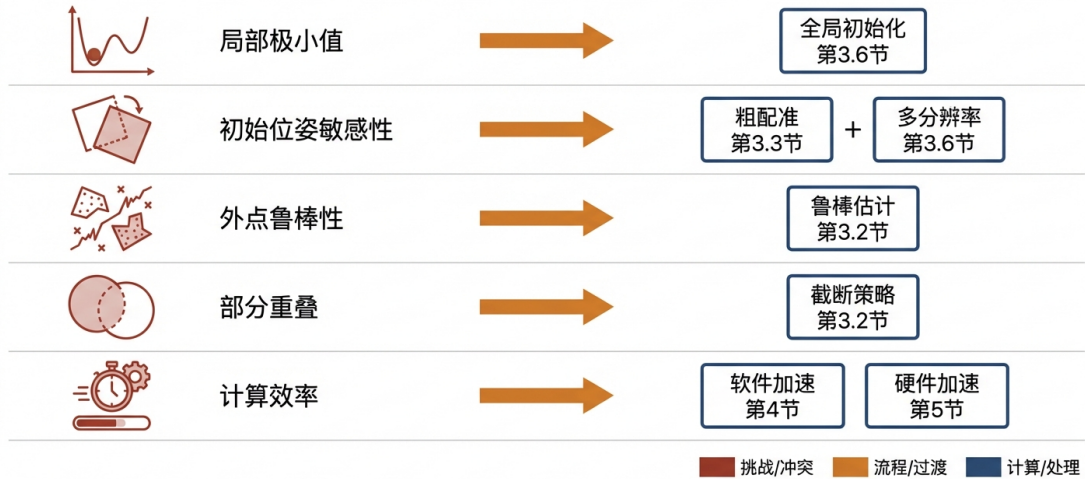 局部极小值
全局初始化
第3.6节
初始位姿敏感性
粗配准
第3.3节
+
多分辨率
第3.6节
外点鲁棒性
鲁棒估计
第3.2节
部分重叠
截断策略
第3.2节
计算效率
软件加速
第4节
硬件加速
第5节
挑战/冲突
流程/过渡
计算/处理